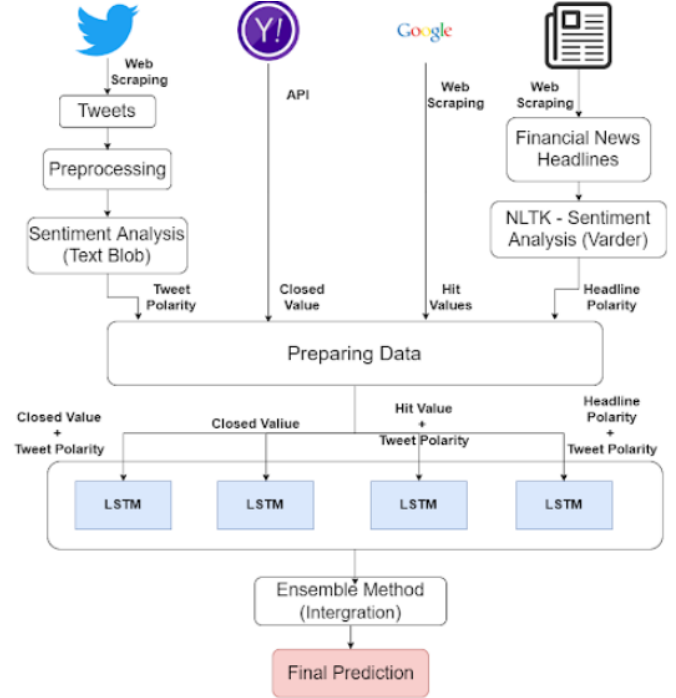 Y!
Google
Web
Scraping
API
Web
Scraping
Web
Scraping
Tweets
Financial News
Headlines
Preprocessing
Sentiment Analysis
(Text Blob)
NLTK - Sentiment
Analysis (Varder)
Tweet
Polarity
Closed
Value
Hit
Values
Headline
Polarity
Preparing Data
Closed Value
+
Tweet Polarity
Closed Valiue
Hit Value
+
Tweet Polarity
Headline
Polarity
+
Tweet Polarity
LSTM
LSTM
LSTM
LSTM
Ensemble Method
(Intergration)
Final Prediction